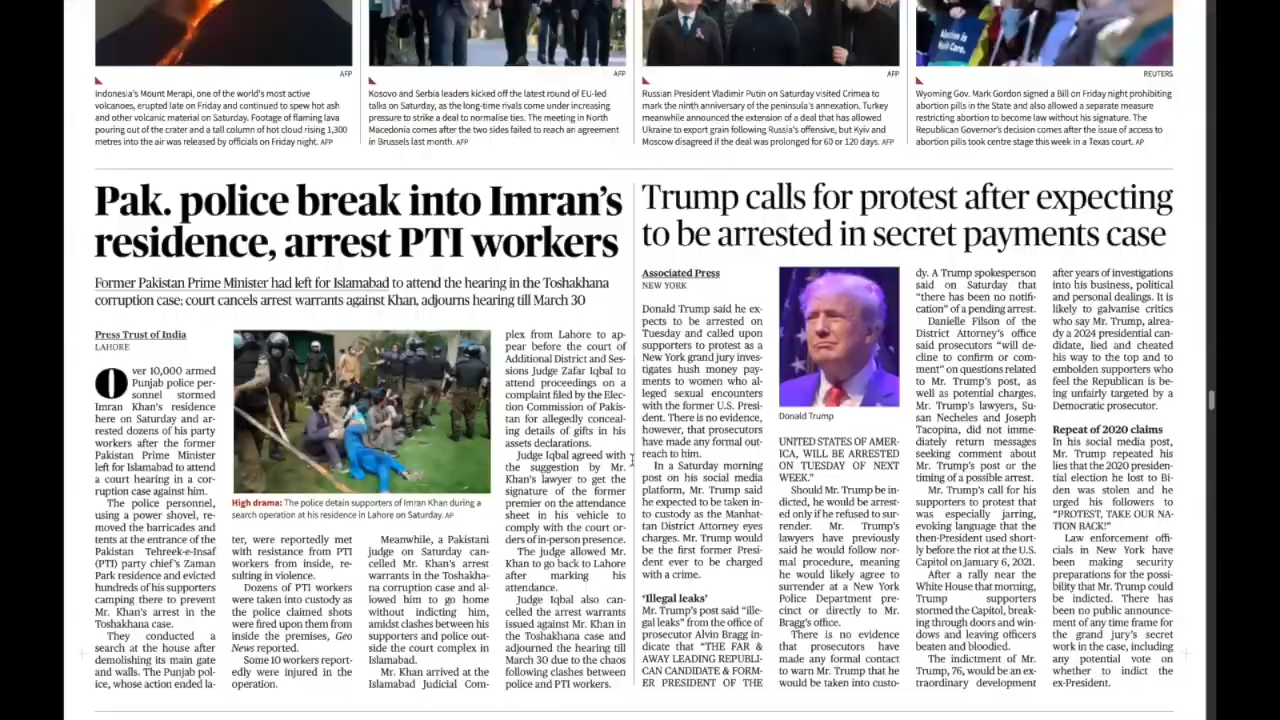 Abortion is
Health Care.
AFP
Indonesia's Mount Merapi, one of the world's most active
volcanoes, erupted late on Friday and continued to spew hot ash
and other volcanic material on Saturday. Footage of flaming lava
pouring out of the crater and a tall column of hot cloud rising 1,300
metres into the air was released by officials on Friday night. AFP
AFP
Kosovo and Serbia leaders kicked off the latest round of EU-led
talks on Saturday, as the long-time rivals come under increasing
pressure to strike a deal to normalise ties. The meeting in North
Macedonia comes after the two sides failed to reach an agreement
in Brussels last month. AFP
AFP
Russian President Vladimir Putin on Saturday visited Crimea to
mark the ninth anniversary of the peninsula's annexation. Turkey
meanwhile announced the extension of a deal that has allowed
Ukraine to export grain following Russia's offensive, but Kyiv and
Moscow disagreed if the deal was prolonged for 60 or 120 days. AFP
REUTERS
Wyoming Gov. Mark Gordon signed a Bill on Friday night prohibiting
abortion pills in the State and also allowed a separate measure
restricting abortion to become law without his signature. The
Republican Governor's decision comes after the issue of access to
abortion pills took centre stage this week in a Texas court. AP
Pak. police break into Imran's
residence, arrest PTI workers
Former Pakistan Prime Minister had left for Islamabad to attend the hearing in the Toshakhana
corruption case; court cancels arrest warrants against Khan, adjourns hearing till March 30
Press Trust of India
LAHORE
Over 10,000 armed
Punjab police per-
sonnel stormed
Imran Khan's residence
here on Saturday and ar-
rested dozens of his party
workers after the former
Pakistan Prime Minister
left for Islamabad to attend
a court hearing in a cor-
ruption case against him.
The police personnel,
using a power shovel, re-
moved the barricades and
tents at the entrance of the
Pakistan Tehreek-e-Insaf
(PTI) party chief's Zaman
Park residence and evicted
hundreds of his supporters
camping there to prevent
Mr. Khan's arrest in the
Toshakhana case.
They conducted a
search at the house after
demolishing its main gate
and walls. The Punjab pol-
ice, whose action ended la-
High drama: The police detain supporters of Imran Khan during a
search operation at his residence in Lahore on Saturday. AP
ter, were reportedly met
with resistance from PTI
workers from inside, re-
sulting in violence.
Dozens of PTI workers
were taken into custody as
the police claimed shots
were fired upon them from
inside the premises, Geo
News reported.
Some 10 workers report-
edly were injured in the
operation.
Meanwhile, a Pakistani
judge on Saturday can-
celled Mr. Khan's arrest
warrants in the Toshakha-
na corruption case and al-
lowed him to go home
without indicting him,
amidst clashes between his
supporters and police out-
side the court complex in
Islamabad.
Mr. Khan arrived at the
Islamabad Judicial Com-
plex from Lahore to ap-
pear before the court of
Additional District and Ses-
sions Judge Zafar Iqbal to
attend proceedings on a
complaint filed by the Elec-
tion Commission of Pakis-
tan for allegedly conceal-
ing details of gifts in his
assets declarations.
Judge Iqbal agreed with
the suggestion by Mr.
Khan's lawyer to get the
signature of the former
premier on the attendance
sheet in his vehicle to
comply with the court or-
ders of in-person presence.
The judge allowed Mr.
Khan to go back to Lahore
after marking his
attendance.
Judge Iqbal also can-
celled the arrest warrants
issued against Mr. Khan in
the Toshakhana case and
adjourned the hearing till
March 30 due to the chaos
following clashes between
police and PTI workers.
Trump calls for protest after expecting
to be arrested in secret payments case
Associated Press
NEW YORK
Donald Trump said he ex-
pects to be arrested on
Tuesday and called upon
supporters to protest as a
New York grand jury inves-
tigates hush money pay-
ments to women who al-
leged sexual encounters
with the former U.S. Presi-
dent. There is no evidence,
however, that prosecutors
have made any formal out-
reach to him.
In a Saturday morning
post on his social media
platform, Mr. Trump said
he expected to be taken in-
to custody as the Manhat-
tan District Attorney eyes
charges. Mr. Trump would
be the first former Presi-
dent ever to be charged
with a crime.
'Illegal leaks'
Mr. Trump's post said "ille-
gal leaks" from the office of
prosecutor Alvin Bragg in-
dicate that "THE FAR &
AWAY LEADING REPUBLI-
CAN CANDIDATE & FORM-
ER PRESIDENT OF THE
Donald Trump
UNITED STATES OF AMER-
ICA, WILL BE ARRESTED
ON TUESDAY OF NEXT
WEEK."
Should Mr. Trump be in-
dicted, he would be arrest-
ed only if he refused to sur-
render. Mr. Trump's
lawyers have previously
said he would follow nor-
mal procedure, meaning
he would likely agree to
surrender at a New York
Police Department pre-
cinct or directly to Mr.
Bragg's office.
There is no evidence
that prosecutors have
made any formal contact
to warn Mr. Trump that he
would be taken into custo-
dy. A Trump spokesperson
said on Saturday that
"there has been no notifi-
cation" of a pending arrest.
Danielle Filson of the
District Attorney's office
said prosecutors "will de-
cline to confirm or com-
ment" on questions related
to Mr. Trump's post, as
well as potential charges.
Mr. Trump's lawyers, Su-
san Necheles and Joseph
Tacopina, did not imme-
diately return messages
seeking comment about
Mr. Trump's post or the
timing of a possible arrest.
Mr. Trump's call for his
supporters to protest that
was especially jarring,
evoking language that the
then-President used short-
ly before the riot at the U.S.
Capitol on January 6, 2021.
After a rally near the
White House that morning,
Trump supporters
stormed the Capitol, break-
ing through doors and win-
dows and leaving officers
beaten and bloodied.
The indictment of Mr.
Trump, 76, would be an ex-
traordinary development
after years of investigations
into his business, political
and personal dealings. It is
likely to galvanise critics
who say Mr. Trump, alrea-
dy a 2024 presidential can-
didate, lied and cheated
his way to the top and to
embolden supporters who
feel the Republican is be-
ing unfairly targeted by a
Democratic prosecutor.
Repeat of 2020 claims
In his social media post,
Mr. Trump repeated his
lies that the 2020 presiden-
tial election he lost to Bi-
den was stolen and he
urged his followers to
"PROTEST, TAKE OUR NA-
TION BACK!"
Law enforcement offi-
cials in New York have
been making security
preparations for the possi-
bility that Mr. Trump could
be indicted. There has
been no public announce-
ment of any time frame for
the grand jury's secret
work in the case, including
any potential vote on
whether to indict the
ex-President.